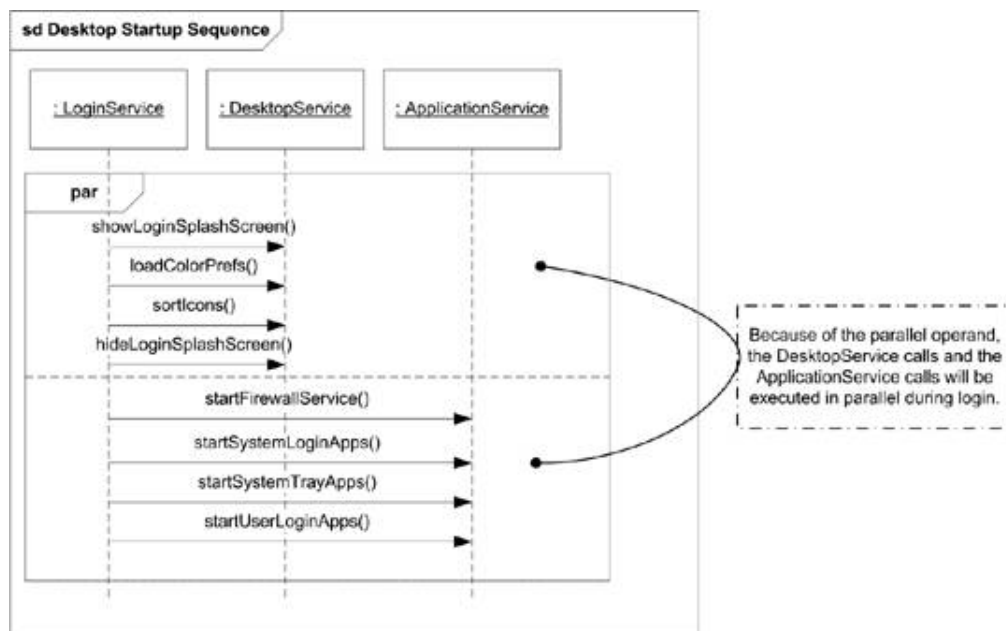 sd Desktop Startup Sequence
: LoginService
: DesktopService
: ApplicationService
par
showLoginSplashScreen()
loadColorPrefs()
sortIcons()
hideLoginSplashScreen()
startFirewallService()
startSystemLoginApps()
startSystemTrayApps()
startUserLoginApps()
Because of the parallel operand,
the DesktopService calls and the
ApplicationService calls will be
executed in parallel during login.